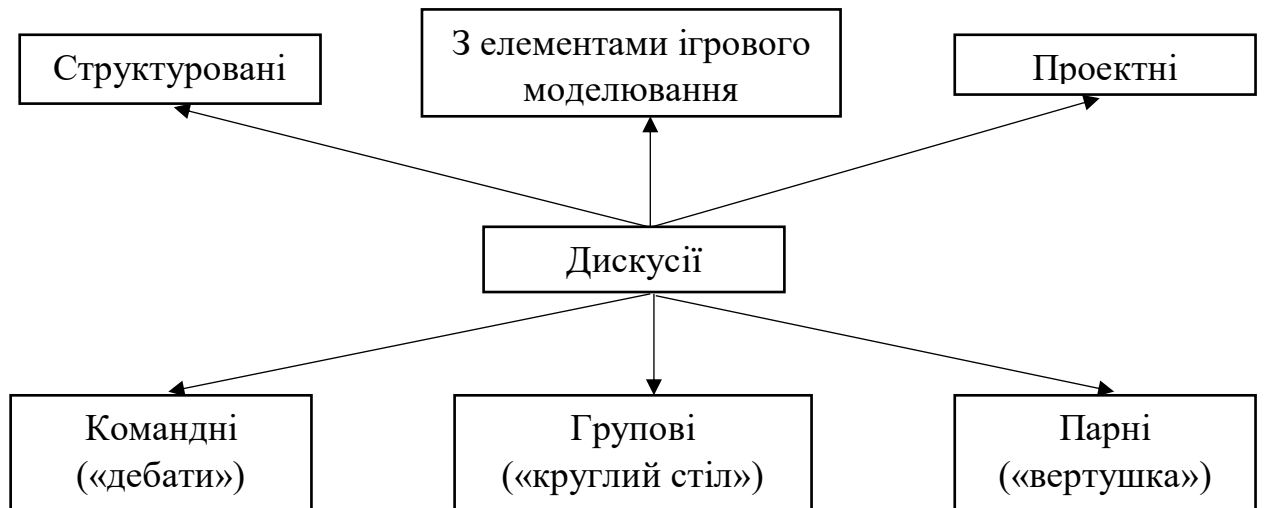 Структуровані
З елементами ігрового
моделювання
Проектні
Дискусії
Командні
(«дебати»)
Групові
(«круглий стіл»)
Парні
(«вертушка»)